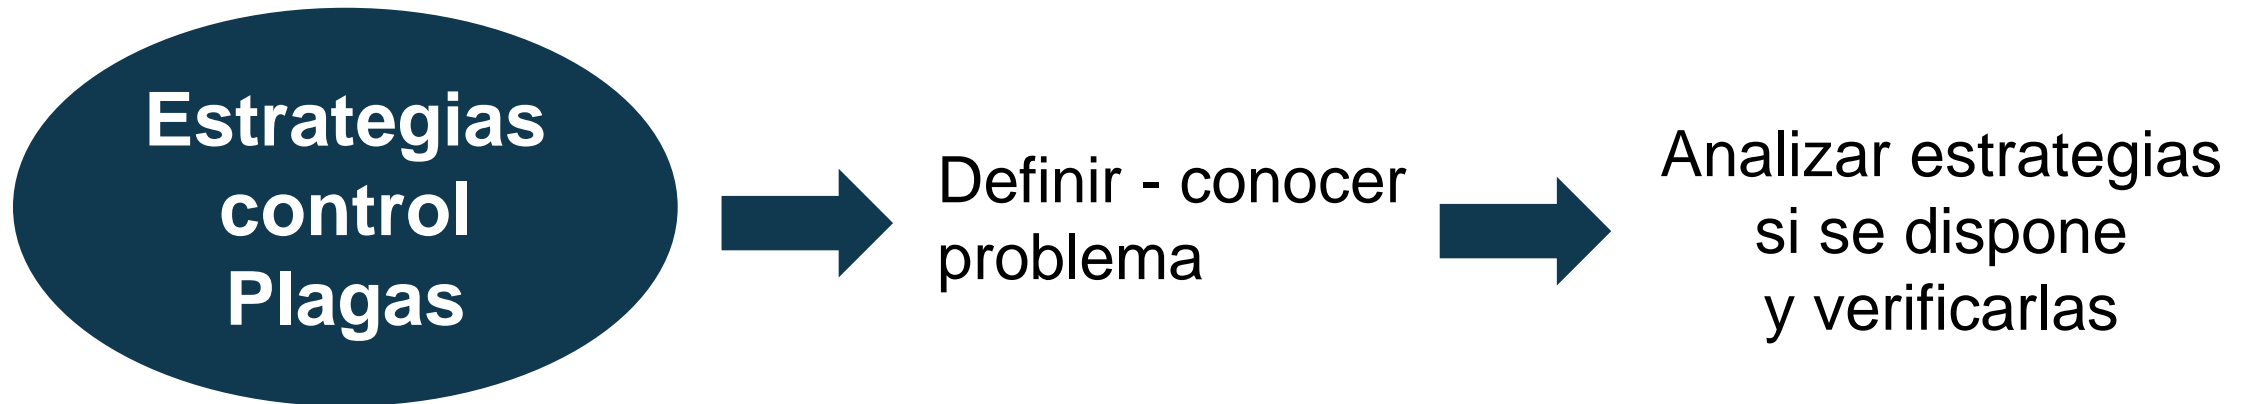 Estrategias
control
Plagas
Definir - conocer
problema
Analizar estrategias
si se dispone
y verificarlas